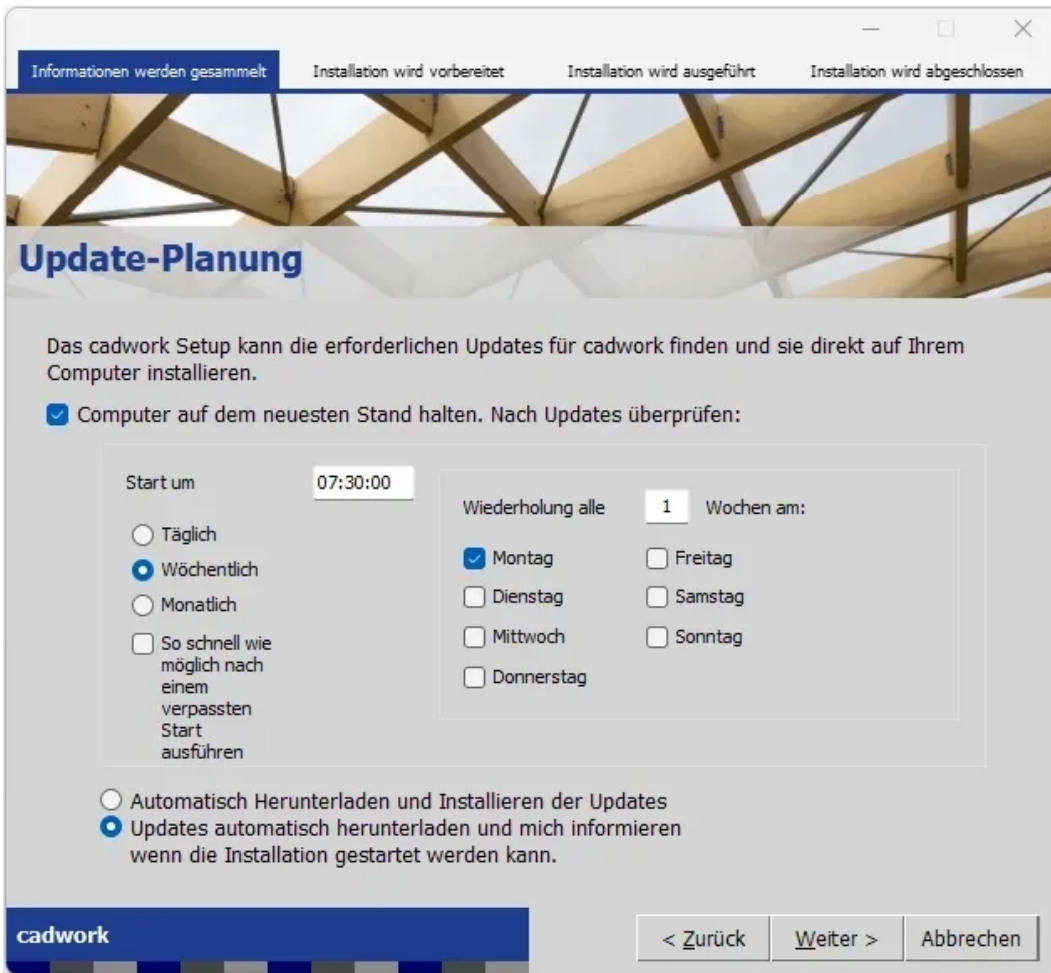 Informationen werden gesammelt
Installation wird vorbereitet
Installation wird ausgeführt
Installation wird abgeschlossen
Update-Planung
Das cadwork Setup kann die erforderlichen Updates für cadwork finden und sie direkt auf Ihrem
Computer installieren.
Computer auf dem neuesten Stand halten. Nach Updates überprüfen:
Start um 07:30:00
Täglich
Wöchentlich
Monatlich
So schnell wie
möglich nach
einem
verpassten
Start
ausführen
Wiederholung alle 1 Wochen am:
Montag
Dienstag
Mittwoch
Donnerstag
Freitag
Samstag
Sonntag
Automatisch Herunterladen und Installieren der Updates
Updates automatisch herunterladen und mich informieren
wenn die Installation gestartet werden kann.
cadwork
< Zurück
Weiter >
Abbrechen